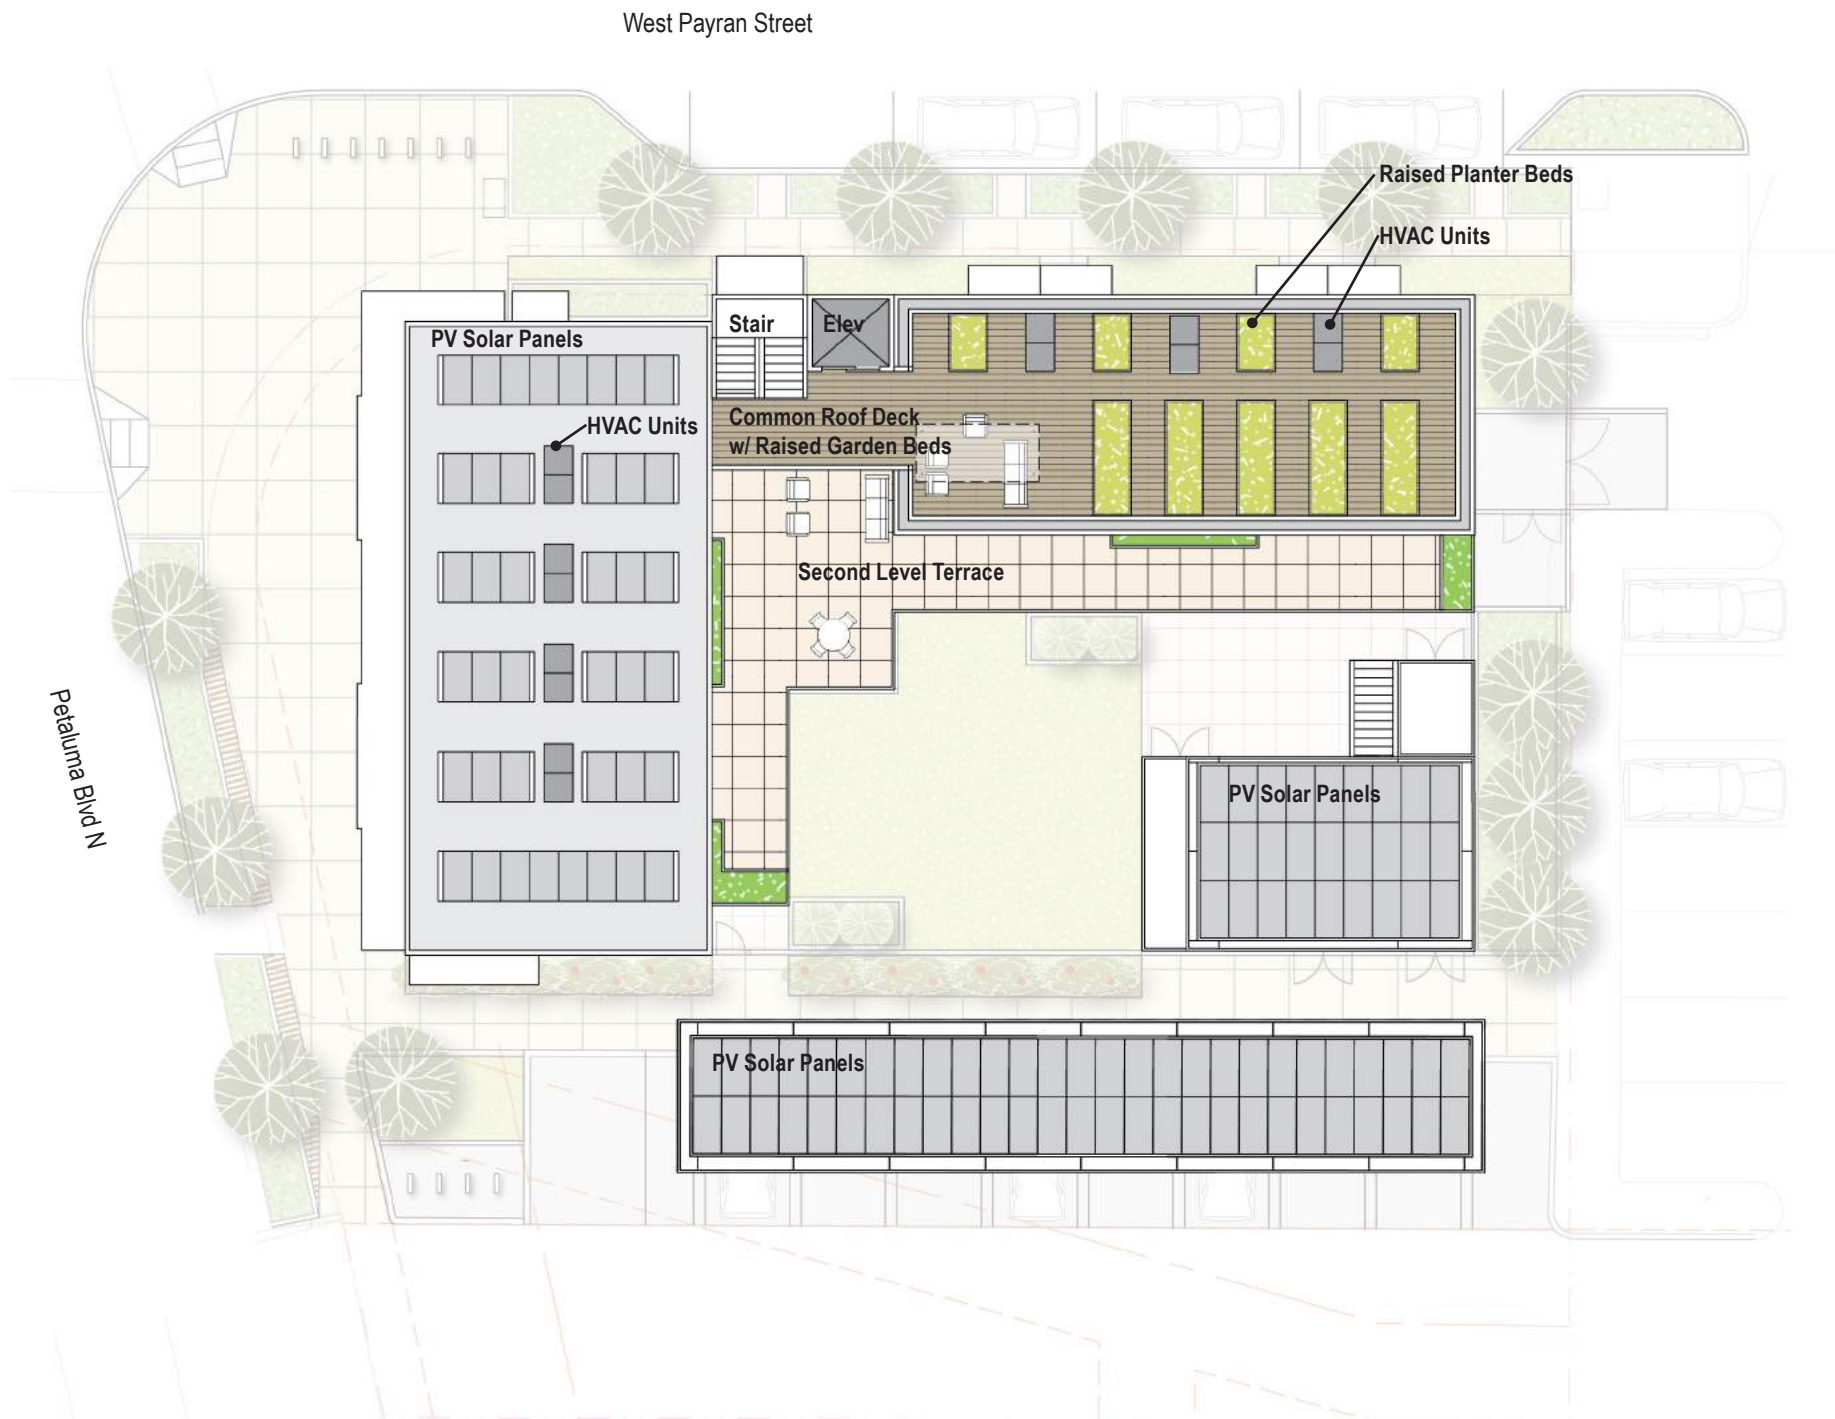 West Payran Street
Raised Planter Beds
HVAC Units
Stair
Elev
PV Solar Panels
Common Roof Deck
w/ Raised Garden Beds
HVAC Units
Second Level Terrace
Petaluma Blvd N
PV Solar Panels
PV Solar Panels